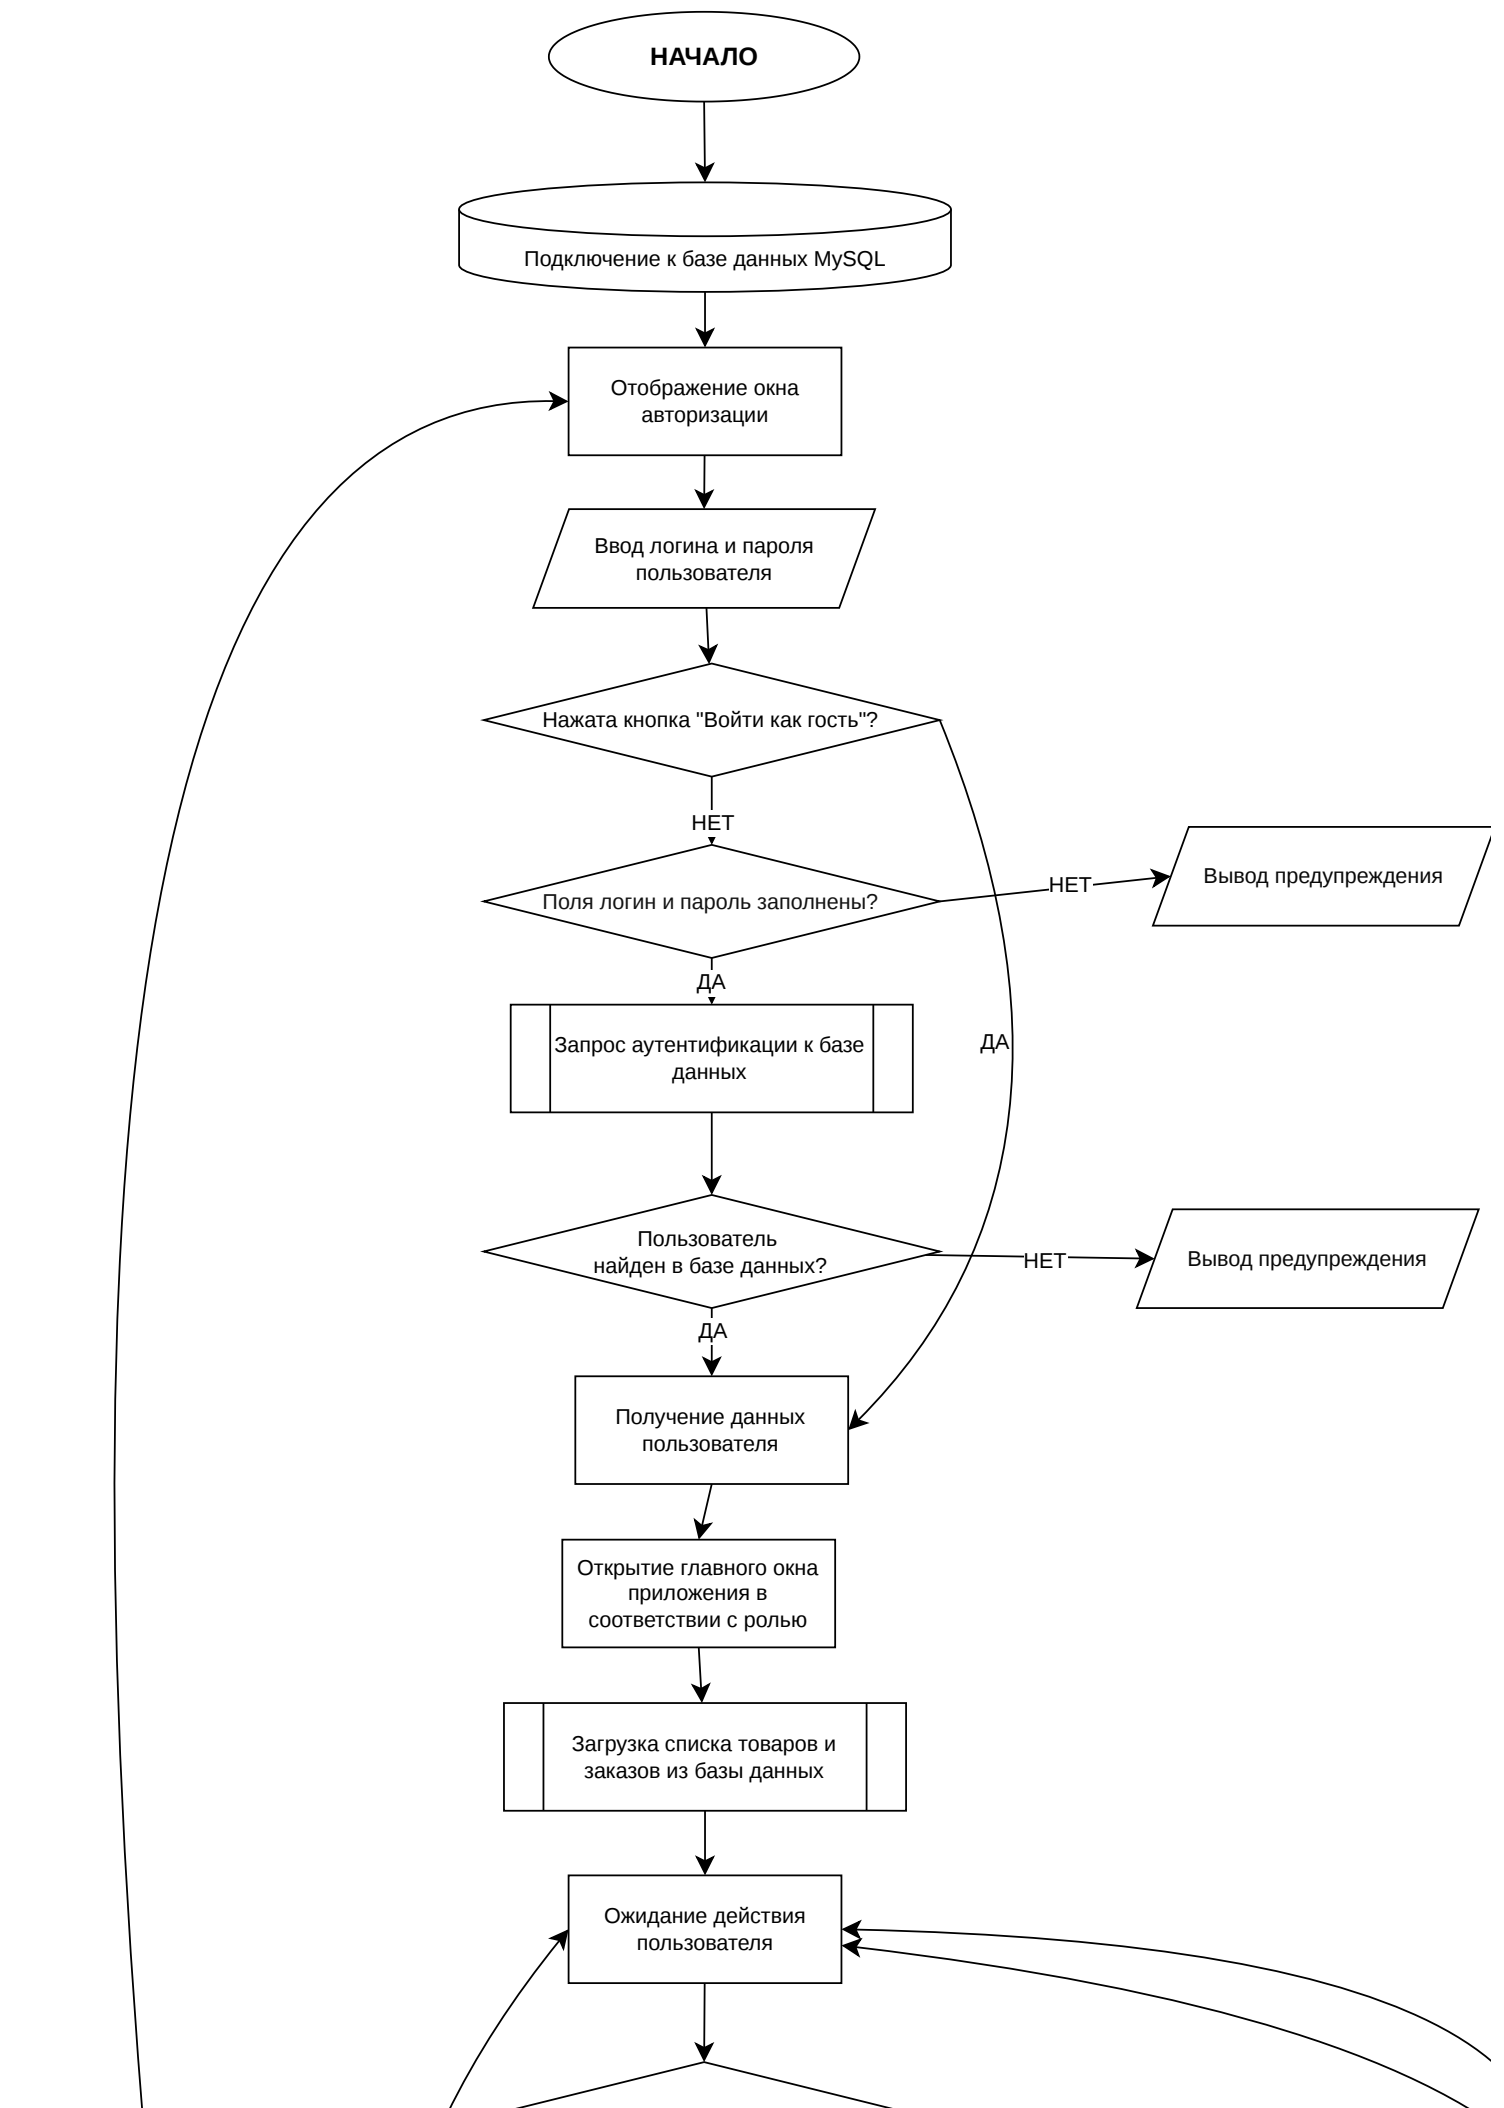 НАЧАЛО
Подключение к базе данных MySQL
Отображение окна
авторизации
Ввод логина и пароля
пользователя
Нажата кнопка "Войти как гость"?
НЕТ
Поля логин и пароль заполнены?
НЕТ
Вывод предупреждения
ДА
Запрос аутентификации к базе
данных
ДА
Пользователь
найден в базе данных?
НЕТ
Вывод предупреждения
ДА
Получение данных
пользователя
Открытие главного окна
приложения в
соответствии с ролью
Загрузка списка товаров и
заказов из базы данных
Ожидание действия
пользователя